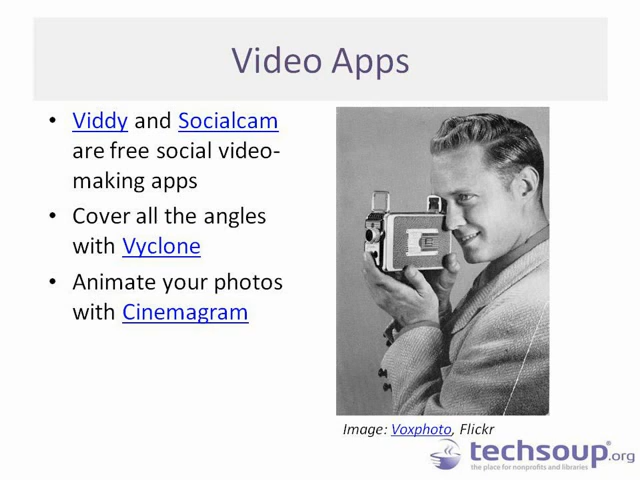 Video Apps
• Viddy and Socialcam
are free social video-
making apps
• Cover all the angles
with Vyclone
• Animate your photos
with Cinemagram
Image: Voxphoto, Flickr
techsoup®.org
the place for nonprofits and libraries